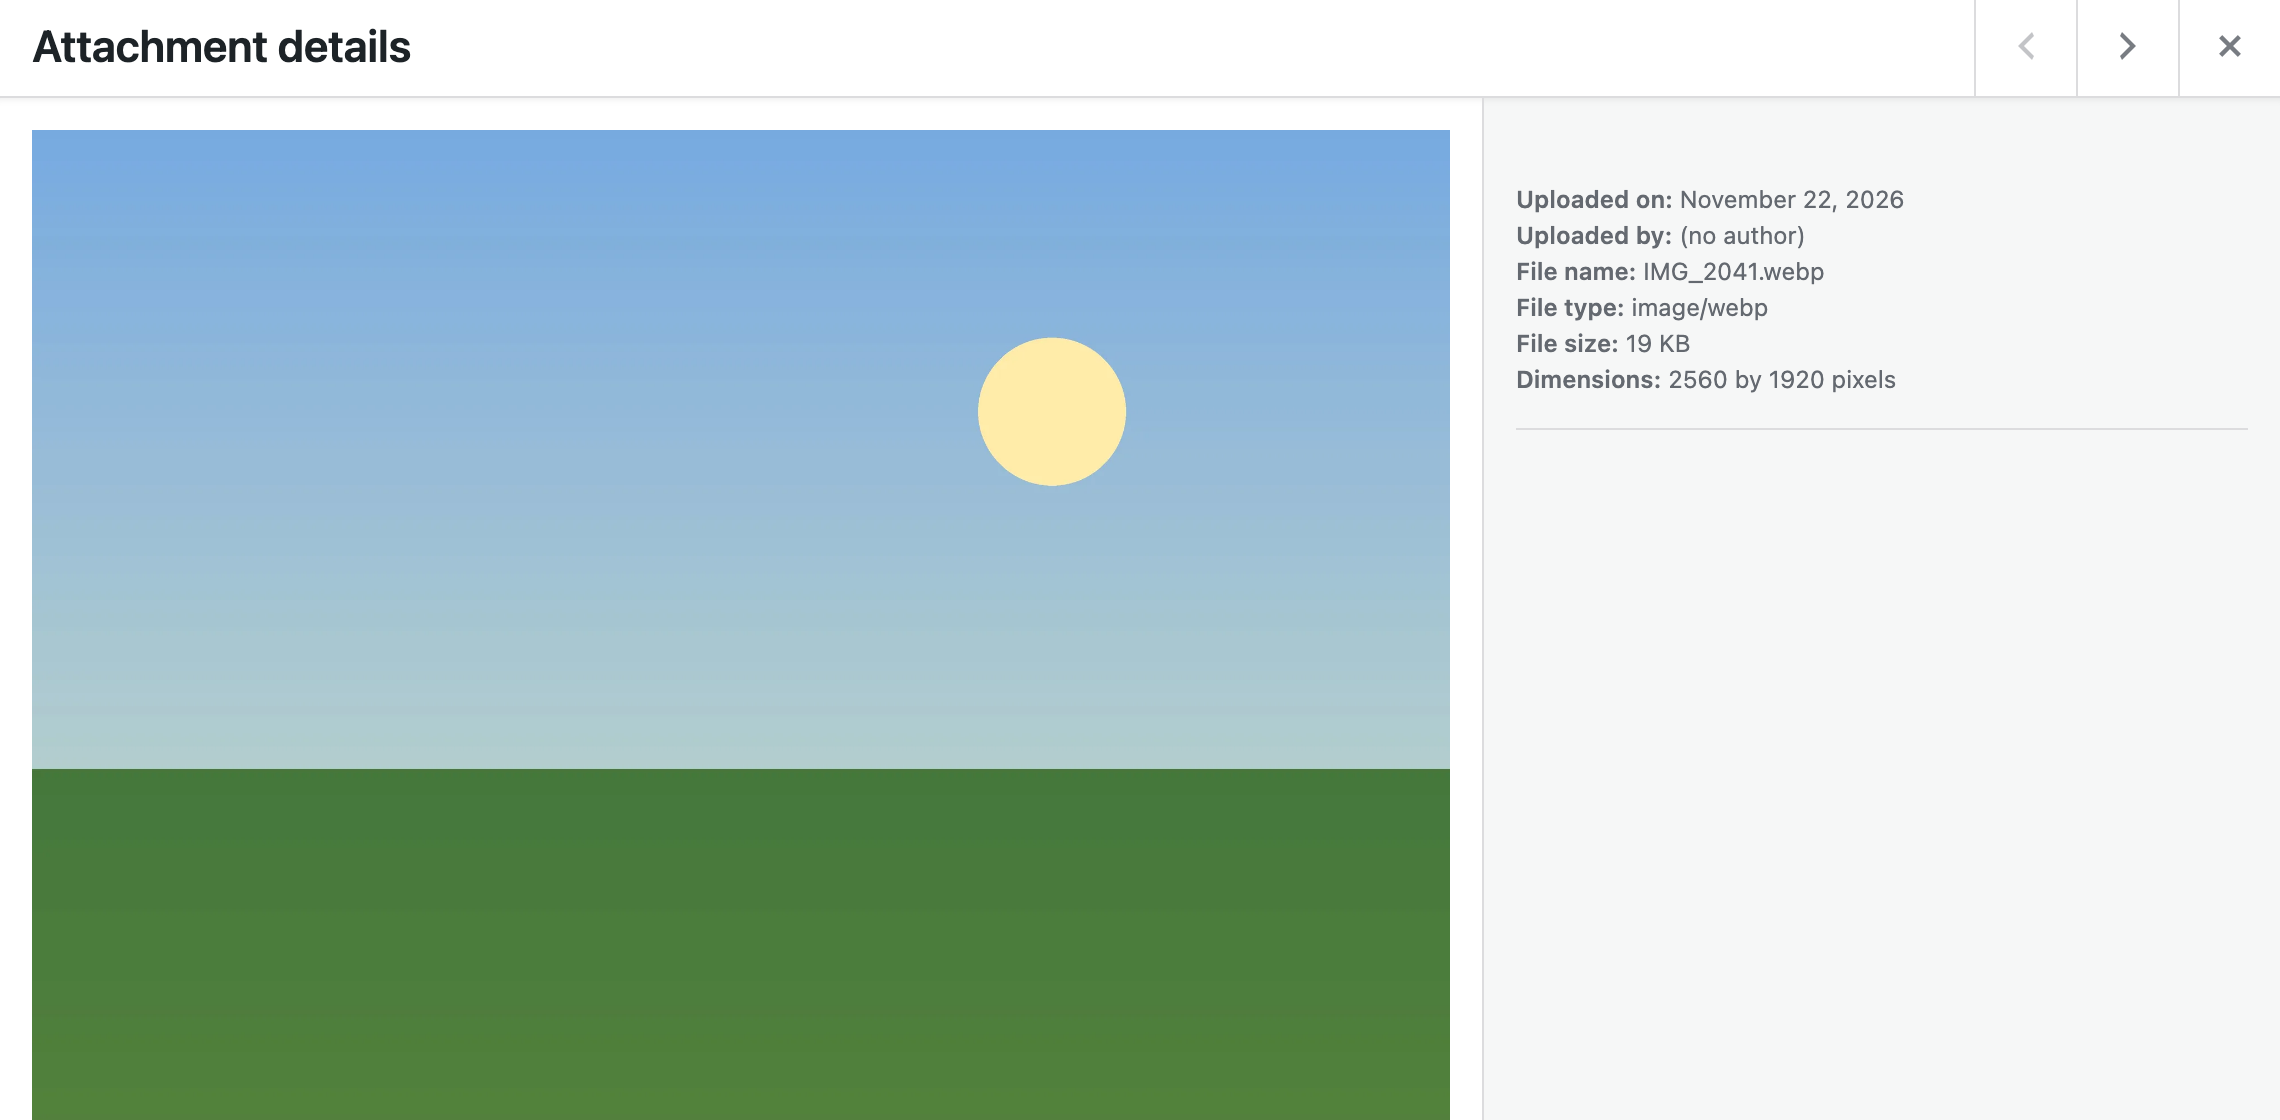 Attachment details
Uploaded on: November 22, 2026
Uploaded by: (no author)
File name: IMG_2041.webp
File type: image/webp
File size: 19 KB
Dimensions: 2560 by 1920 pixels